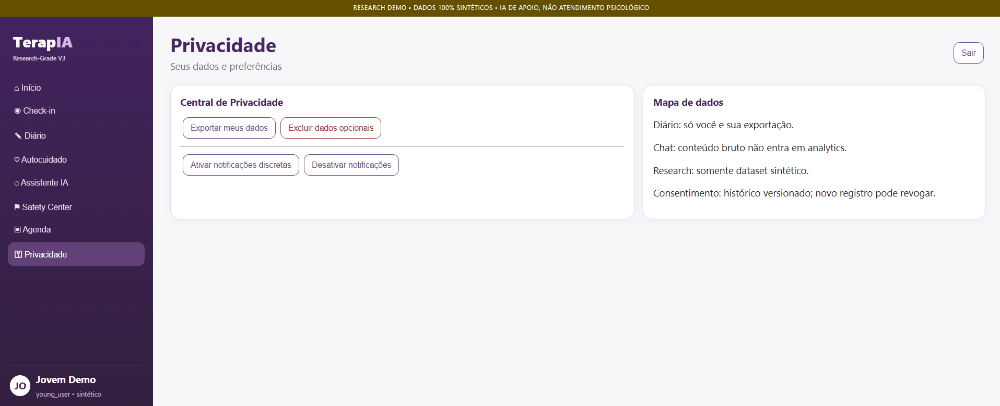 RESEARCH DEMO • DADOS 100% SINTÉTICOS • IA DE APOIO, NÃO ATENDIMENTO PSICOLÓGICO
TerapIA
Research-Grade V3
Início
Check-in
Diário
Autocuidado
Assistente IA
Safety Center
Agenda
Privacidade
JO
Jovem Demo
young_user • sintético
Privacidade
Seus dados e preferências
Sair
Central de Privacidade
Exportar meus dados
Excluir dados opcionais
Ativar notificações discretas
Desativar notificações
Mapa de dados
Diário: só você e sua exportação.
Chat: conteúdo bruto não entra em analytics.
Research: somente dataset sintético.
Consentimento: histórico versionado; novo registro pode revogar.